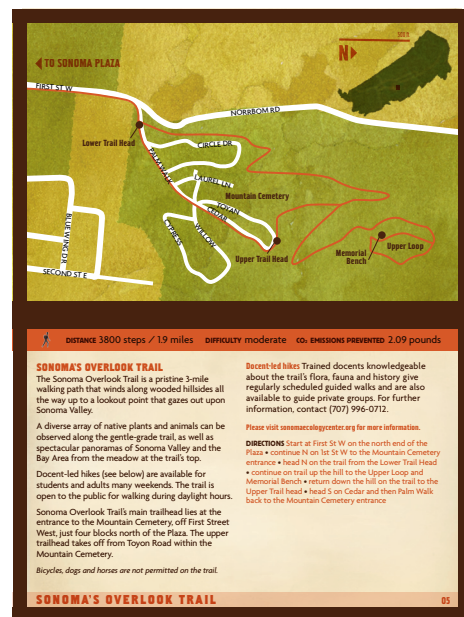 500 ft
N
TO SONOMA PLAZA
FIRST ST W
NORRBOM RD
Lower Trail Head
CIRCLE DR
PALM WALK
LAUREL LN
Mountain Cemetery
TOYAN
CEDAR
CYPRESS
WILLOW
BLUE WING DR
Upper Loop
Memorial
Bench
Upper Trail Head
SECOND ST E
DISTANCE 3800 steps / 1.9 miles DIFFICULTY moderate CO₂ EMISSIONS PREVENTED 2.09 pounds
SONOMA'S OVERLOOK TRAIL
The Sonoma Overlook Trail is a pristine 3-mile
walking path that winds along wooded hillsides all
the way up to a lookout point that gazes out upon
Sonoma Valley.
A diverse array of native plants and animals can be
observed along the gentle-grade trail, as well as
spectacular panoramas of Sonoma Valley and the
Bay Area from the meadow at the trail's top.
Docent-led hikes (see below) are available for
students and adults many weekends. The trail is
open to the public for walking during daylight hours.
Sonoma Overlook Trail's main trailhead lies at the
entrance to the Mountain Cemetery, off First Street
West, just four blocks north of the Plaza. The upper
trailhead takes off from Toyon Road within the
Mountain Cemetery.
Bicycles, dogs and horses are not permitted on the trail.
Docent-led hikes Trained docents knowledgeable
about the trail's flora, fauna and history give
regularly scheduled guided walks and are also
available to guide private groups. For further
information, contact (707) 996-0712.
Please visit sonomaecologycenter.org for more information.
DIRECTIONS Start at First St W on the north end of the
Plaza • continue N on 1st St W to the Mountain Cemetery
entrance • head N on the trail from the Lower Trail Head
• continue on trail up the hill to the Upper Loop and
Memorial Bench • return down the hill on the trail to the
Upper Trail head • head S on Cedar and then Palm Walk
back to the Mountain Cemetery entrance
SONOMA'S OVERLOOK TRAIL 05